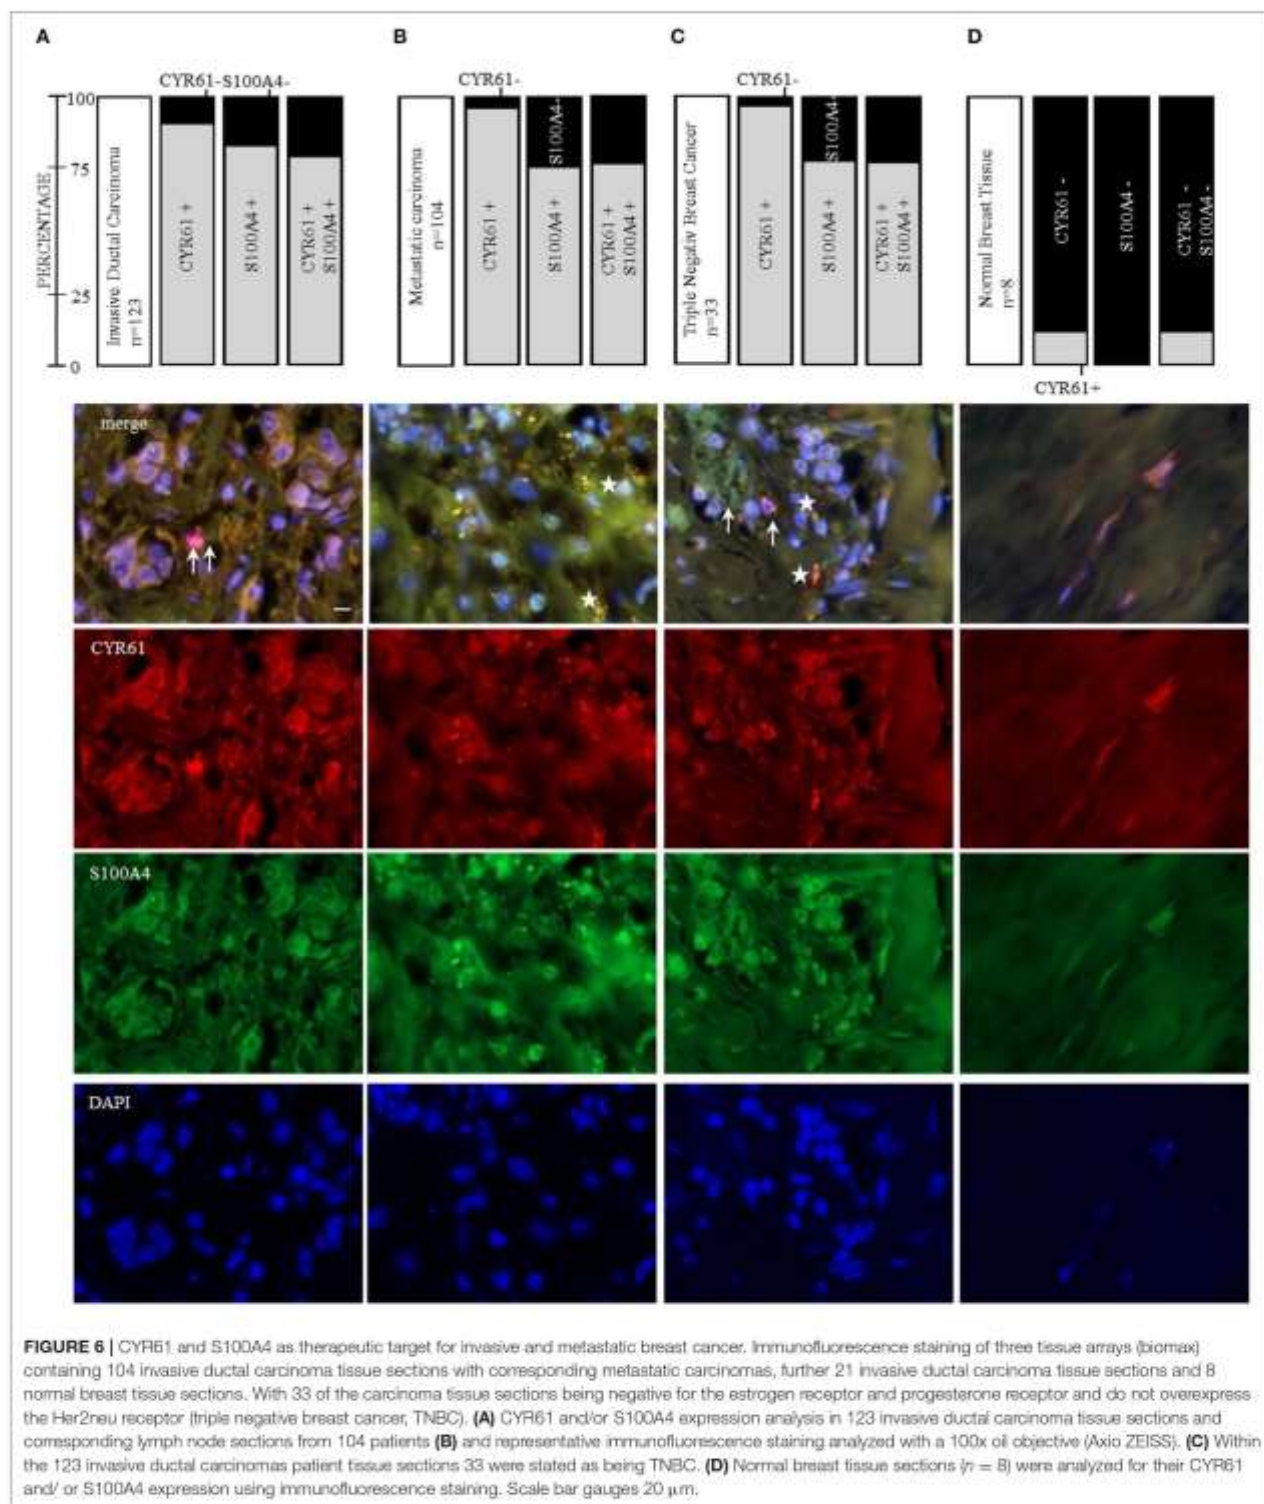 A
B
C
D
CYR61-S100A4-
CYR61-
CYR61-
100
75
25
0
PERCENTAGE
Invasive Ductal Carcinoma
n=123
CYR61 +
S100A4 +
CYR61 +
S100A4 +
Metastatic carcinoma
n=104
CYR61 +
S100A4-
S100A4 +
CYR61 +
S100A4 +
Triple Negativ Breast Cancer
n=33
CYR61 +
S100A4-
S100A4 +
CYR61 +
S100A4 +
Normal Breast Tissue
n=8
CYR61 -
S100A4 -
CYR61 -
S100A4 -
CYR61+
merge
CYR61
S100A4
DAPI
FIGURE 6 | CYR61 and S100A4 as therapeutic target for invasive and metastatic breast cancer. Immunofluorescence staining of three tissue arrays (biomax)
containing 104 invasive ductal carcinoma tissue sections with corresponding metastatic carcinomas, further 21 invasive ductal carcinoma tissue sections and 8
normal breast tissue sections. With 33 of the carcinoma tissue sections being negative for the estrogen receptor and progesterone receptor and do not overexpress
the Her2neu receptor (triple negative breast cancer, TNBC). (A) CYR61 and/or S100A4 expression analysis in 123 invasive ductal carcinoma tissue sections and
corresponding lymph node sections from 104 patients (B) and representative immunofluorescence staining analyzed with a 100x oil objective (Axio ZEISS). (C) Within
the 123 invasive ductal carcinomas patient tissue sections 33 were stated as being TNBC. (D) Normal breast tissue sections (n = 8) were analyzed for their CYR61
and/ or S100A4 expression using immunofluorescence staining. Scale bar gauges 20 μm.